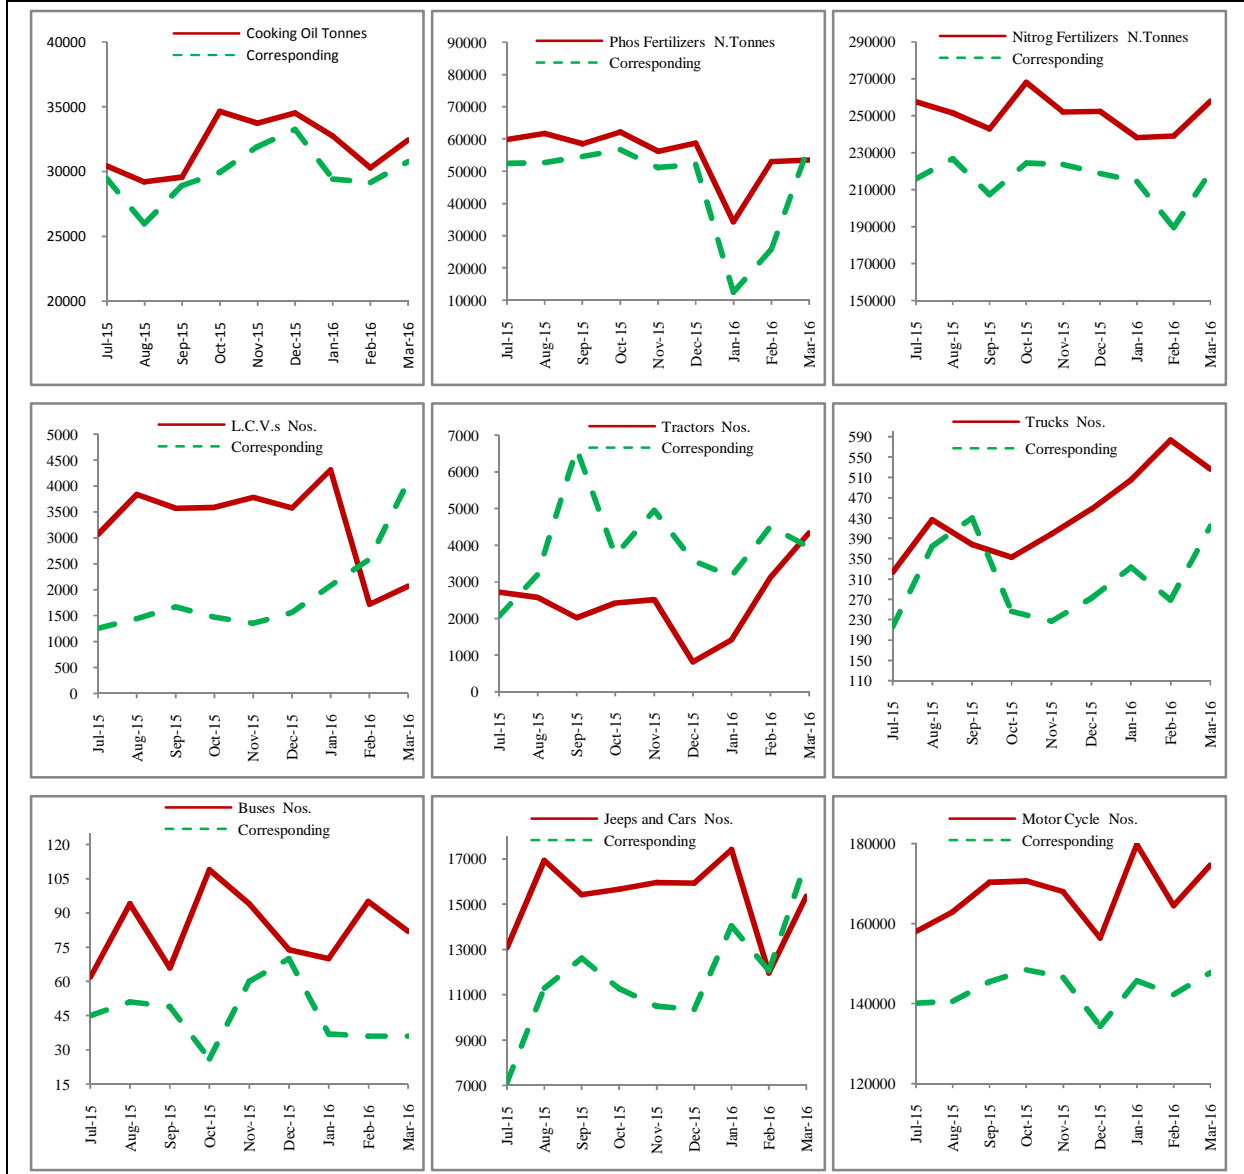 Cooking Oil Tonnes
Corresponding
40000
35000
30000
25000
20000
Jul-15
Aug-15
Sep-15
Oct-15
Nov-15
Dec-15
Jan-16
Feb-16
Mar-16
Phos Fertilizers N.Tonnes
Corresponding
90000
80000
70000
60000
50000
40000
30000
20000
10000
Jul-15
Aug-15
Sep-15
Oct-15
Nov-15
Dec-15
Jan-16
Feb-16
Mar-16
Nitrog Fertilizers N.Tonnes
Corresponding
290000
270000
250000
230000
210000
190000
170000
150000
Jul-15
Aug-15
Sep-15
Oct-15
Nov-15
Dec-15
Jan-16
Feb-16
Mar-16
L.C.V.s Nos.
Corresponding
5000
4500
4000
3500
3000
2500
2000
1500
1000
500
0
Jul-15
Aug-15
Sep-15
Oct-15
Nov-15
Dec-15
Jan-16
Feb-16
Mar-16
Tractors Nos.
Corresponding
7000
6000
5000
4000
3000
2000
1000
0
Jul-15
Aug-15
Sep-15
Oct-15
Nov-15
Dec-15
Jan-16
Feb-16
Mar-16
Trucks Nos.
Corresponding
590
550
510
470
430
390
350
310
270
230
190
150
110
Jul-15
Aug-15
Sep-15
Oct-15
Nov-15
Dec-15
Jan-16
Feb-16
Mar-16
Buses Nos.
Corresponding
120
105
90
75
60
45
30
15
Jul-15
Aug-15
Sep-15
Oct-15
Nov-15
Dec-15
Jan-16
Feb-16
Mar-16
Jeeps and Cars Nos.
Corresponding
17000
15000
13000
11000
9000
7000
Jul-15
Aug-15
Sep-15
Oct-15
Nov-15
Dec-15
Jan-16
Feb-16
Mar-16
Motor Cycle Nos.
Corresponding
180000
160000
140000
120000
Jul-15
Aug-15
Sep-15
Oct-15
Nov-15
Dec-15
Jan-16
Feb-16
Mar-16